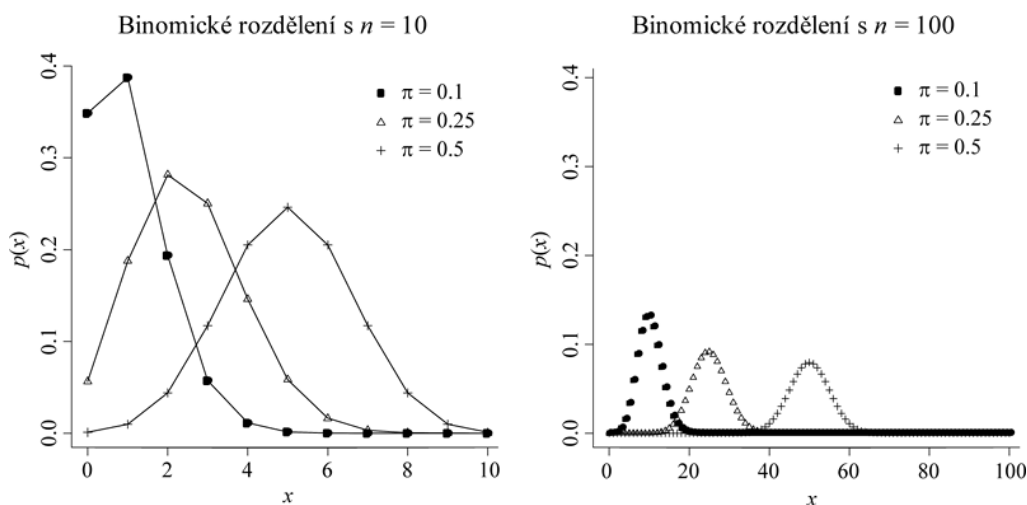 Binomické rozdělení s n = 10
0.4
0.3
0.2
0.1
0.0
p(x)
π = 0.1
π = 0.25
π = 0.5
0 2 4 6 8 10
x
Binomické rozdělení s n = 100
0.4
0.3
0.2
0.1
0.0
p(x)
π = 0.1
π = 0.25
π = 0.5
0 20 40 60 80 100
x